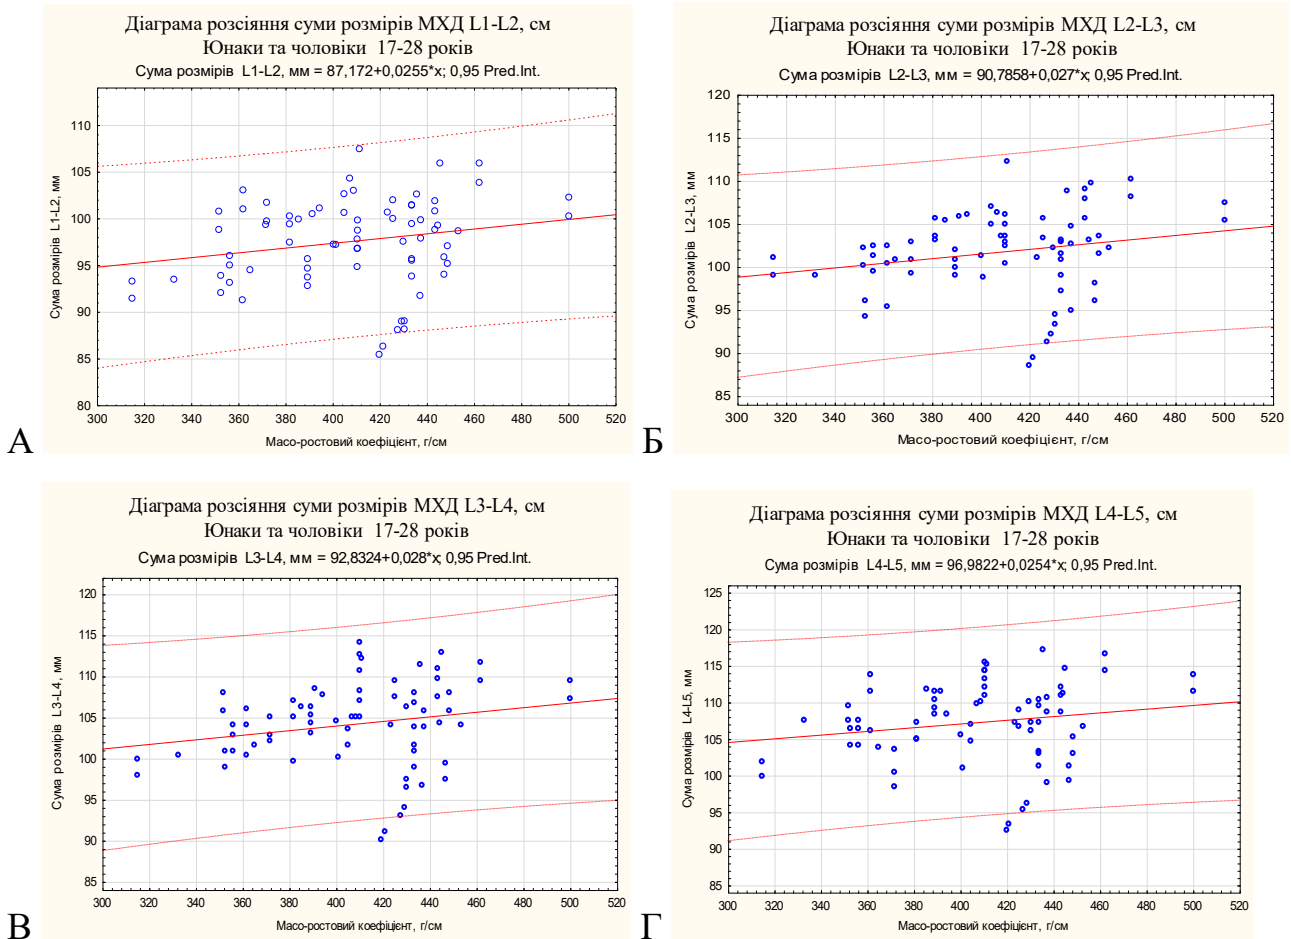 Діаграма розсіяння суми розмірів МХД L1-L2, см
Юнаки та чоловіки 17-28 років
Сума розмірів L1-L2, мм = 87,172+0,0255*x; 0,95 Pred.Int.
Сума розмірів L1-L2, мм
110
105
100
95
90
85
80
300 320 340 360 380 400 420 440 460 480 500 520
Масо-ростовий коефіцієнт, г/см
А
Діаграма розсіяння суми розмірів МХД L2-L3, см
Юнаки та чоловіки 17-28 років
Сума розмірів L2-L3, мм = 90,7858+0,027*x; 0,95 Pred.Int.
Сума розмірів L2-L3, мм
120
115
110
105
100
95
90
85
300 320 340 360 380 400 420 440 460 480 500 520
Масо-ростовий коефіцієнт, г/см
Б
Діаграма розсіяння суми розмірів МХД L3-L4, см
Юнаки та чоловіки 17-28 років
Сума розмірів L3-L4, мм = 92,8324+0,028*x; 0,95 Pred.Int.
Сума розмірів L3-L4, мм
120
115
110
105
100
95
90
85
300 320 340 360 380 400 420 440 460 480 500 520
Масо-ростовий коефіцієнт, г/см
В
Діаграма розсіяння суми розмірів МХД L4-L5, см
Юнаки та чоловіки 17-28 років
Сума розмірів L4-L5, мм = 96,9822+0,0254*x; 0,95 Pred.Int.
Сума розмірів L4-L5, мм
125
120
115
110
105
100
95
90
85
300 320 340 360 380 400 420 440 460 480 500 520
Масо-ростовий коефіцієнт, г/см
Г